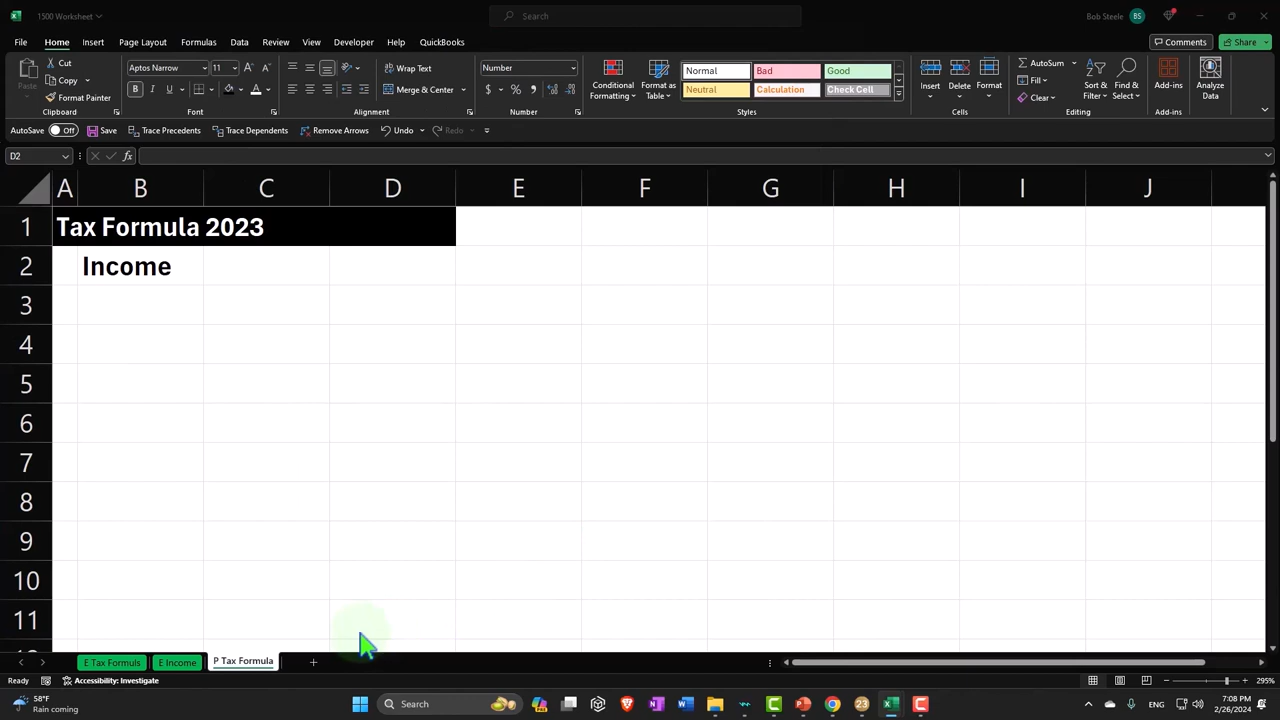 1500 Worksheet
Search
Bob Steele BS
File Home Insert Page Layout Formulas Data Review View Developer Help QuickBooks
Comments Share
Paste
Cut
Copy
Format Painter
Clipboard
Aptos Narrow 11
B I U
Font
Wrap Text
Merge & Center
Alignment
Number
$ %
Number
Conditional Formatting
Format as Table
Normal Bad Good
Neutral Calculation Check Cell
Styles
Insert Delete Format
Cells
AutoSum
Fill
Clear
Sort & Filter
Find & Select
Editing
Add-ins
Add-ins
Analyze Data
AutoSave Off Save Trace Precedents Trace Dependents Remove Arrows Undo Redo
D2 fx
A B C D E F G H I J
1 Tax Formula 2023
2 Income
3
4
5
6
7
8
9
10
11
E Tax Formuls E Income P Tax Formula
Ready Accessibility: Investigate 295%
58°F
Rain coming
Search
23
ENG
7:08 PM
2/26/2024